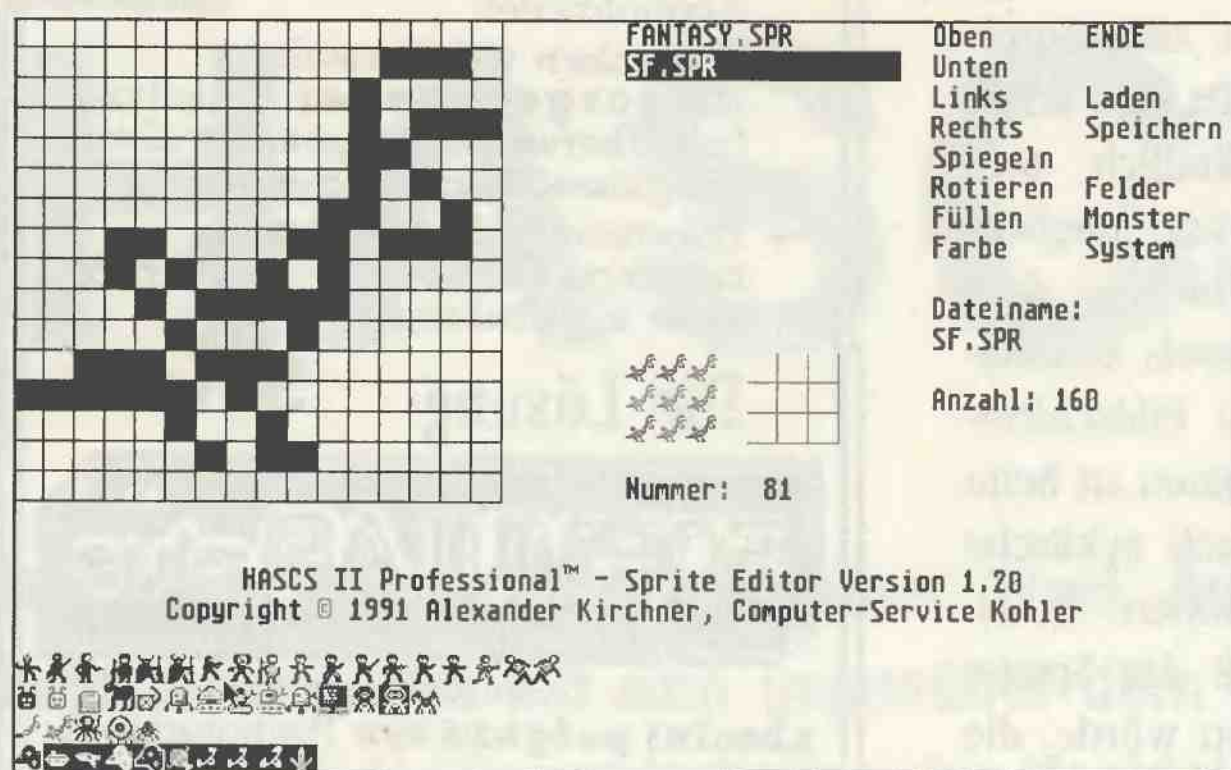 FANTASY.SPR
SF.SPR
Oben ENDE
Unten
Links Laden
Rechts Speichern
Spiegeln
Rotieren Felder
Füllen Monster
Farbe System
Dateiname:
SF.SPR
Anzahl: 160
Nummer: 81
HASCS II Professional™ - Sprite Editor Version 1.20
Copyright © 1991 Alexander Kirchner, Computer-Service Kohler